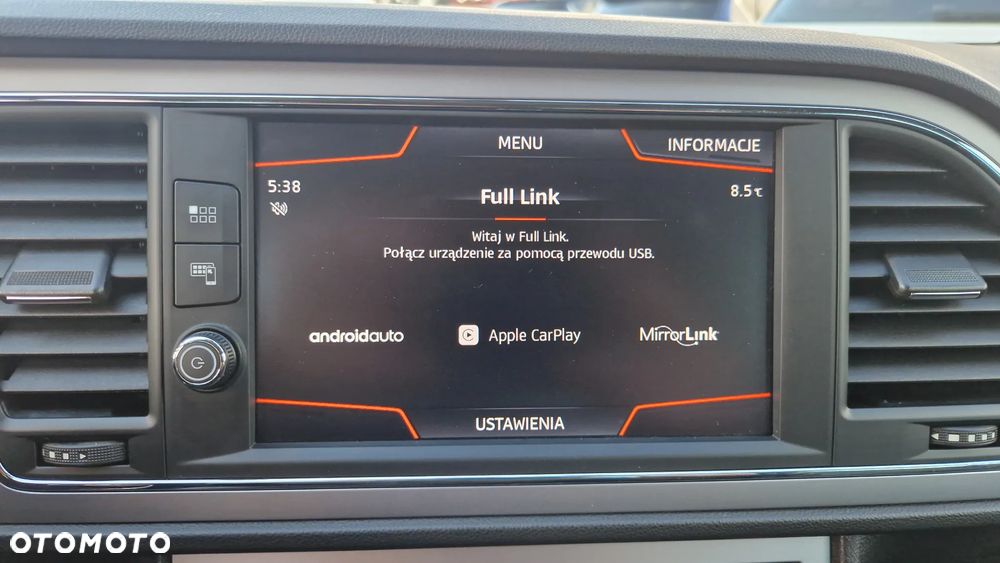 MENU
INFORMACJE
5:38
8.5℃
Full Link
Witaj w Full Link.
Połącz urządzenie za pomocą przewodu USB.
androidauto
Apple CarPlay
MirrorLink
USTAWIENIA
OTOMOTO